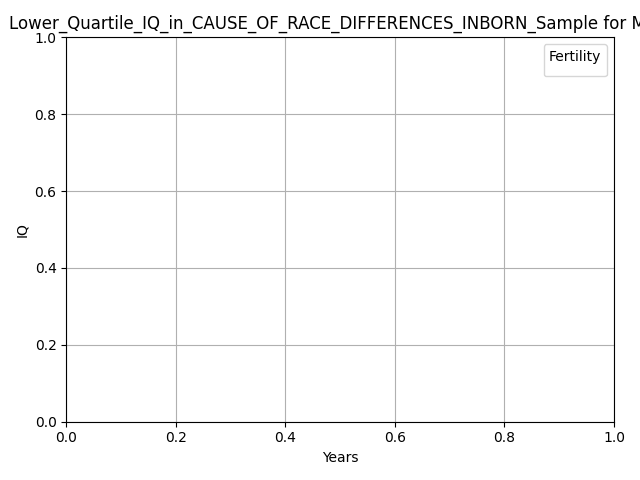 Lower_Quartile_IQ_in_CAUSE_OF_RACE_DIFFERENCES_INBORN_Sample for M
Fertility
1.0
0.8
0.6
0.4
0.2
0.0
IQ
0.0 0.2 0.4 0.6 0.8 1.0
Years